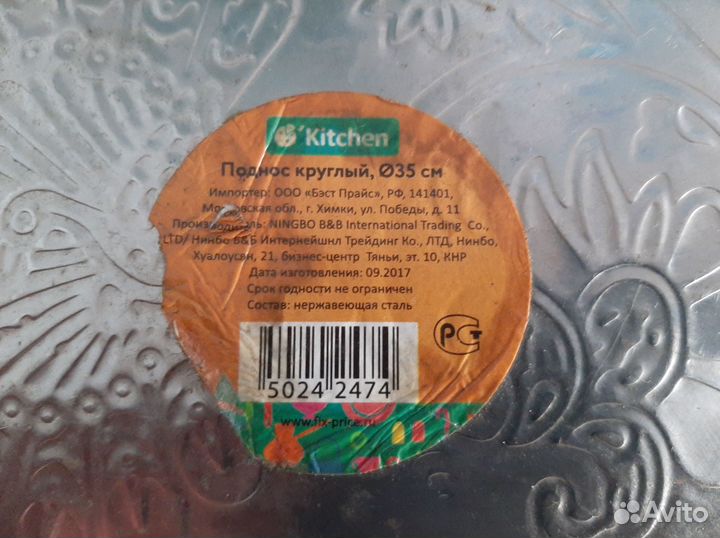 'Kitchen
Поднос круглый, Ø35 см
Импортер: ООО «Бэст Прайс», РФ, 141401,
Московская обл., г. Химки, ул. Победы, д. 11
Производитель: NINGBO B&B International Trading Co.,
LTD/ Нинбо Б&Б Интернейшнл Трейдинг Ко., ЛТД, Нинбо,
Хуалоусян, 21, бизнес-центр Тяньи, эт. 10, КНР
Дата изготовления: 09.2017
Срок годности не ограничен
Состав: нержавеющая сталь
РСТ
5024 2474
www.fix-price.ru
Avito